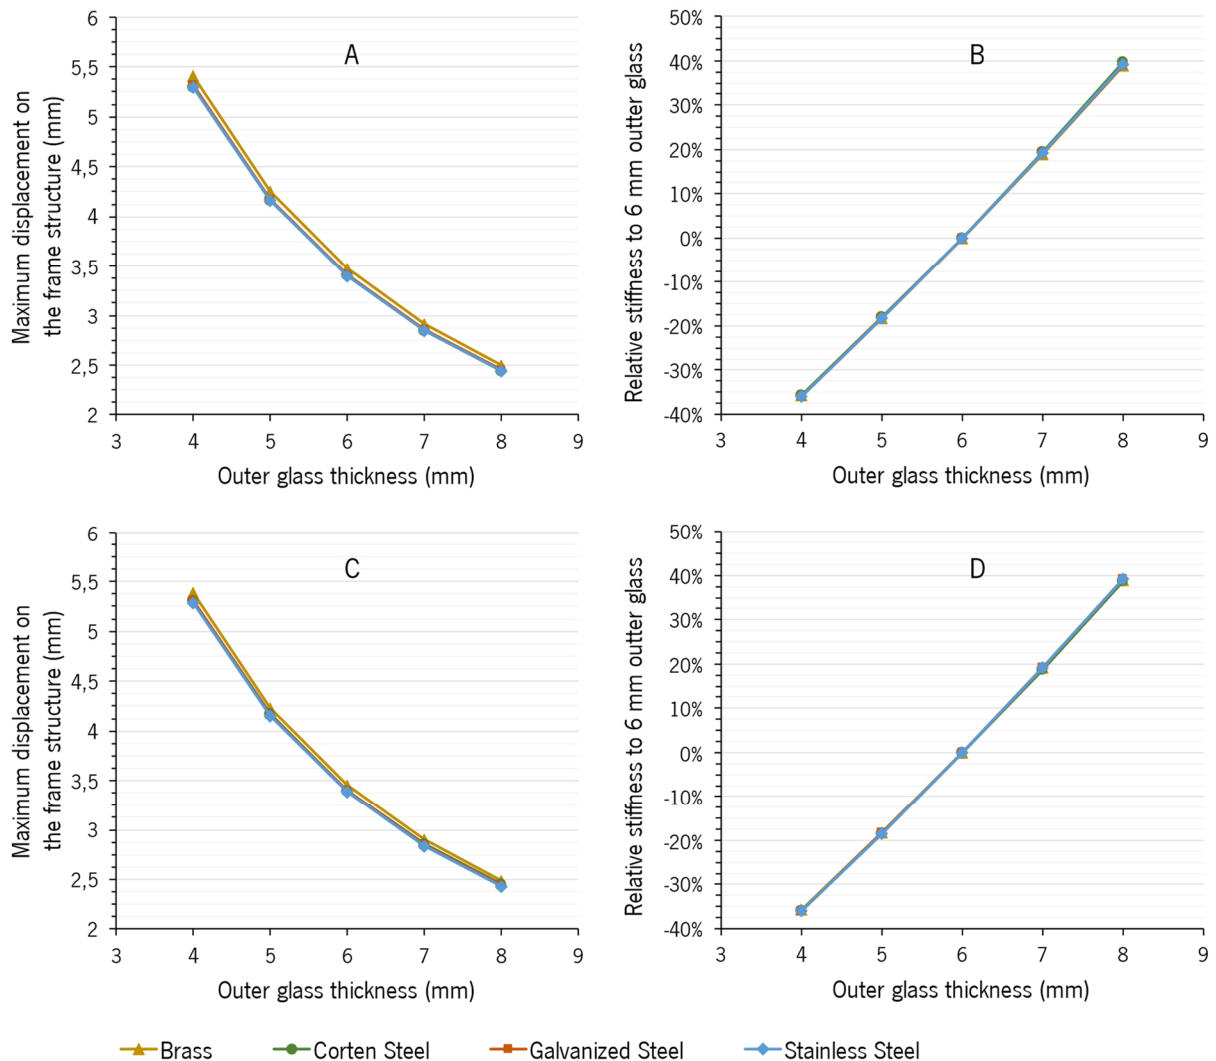 A
Maximum displacement on
the frame structure (mm)
6
5,5
5
4,5
4
3,5
3
2,5
2
3 4 5 6 7 8 9
Outer glass thickness (mm)
B
Relative stiffness to 6 mm outter glass
50%
40%
30%
20%
10%
0%
-10%
-20%
-30%
-40%
3 4 5 6 7 8 9
Outer glass thickness (mm)
C
Maximum displacement on
the frame structure (mm)
6
5,5
5
4,5
4
3,5
3
2,5
2
3 4 5 6 7 8 9
Outer glass thickness (mm)
D
Relative stiffness to 6 mm outter glass
50%
40%
30%
20%
10%
0%
-10%
-20%
-30%
-40%
3 4 5 6 7 8 9
Outer glass thickness (mm)
Brass Corten Steel Galvanized Steel Stainless Steel